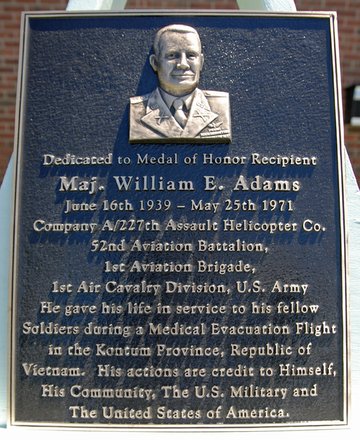 Dedicated to Medal of Honor Recipient
Maj. William E. Adams
June 16th 1939 – May 25th 1971
Company A/227th Assault Helicopter Co.
52nd Aviation Battalion,
1st Aviation Brigade,
1st Air Cavalry Division, U.S. Army
He gave his life in service to his fellow
Soldiers during a Medical Evacuation Flight
in the Kontum Province, Republic of
Vietnam. His actions are credit to Himself,
His Community, The U.S. Military and
The United States of America.